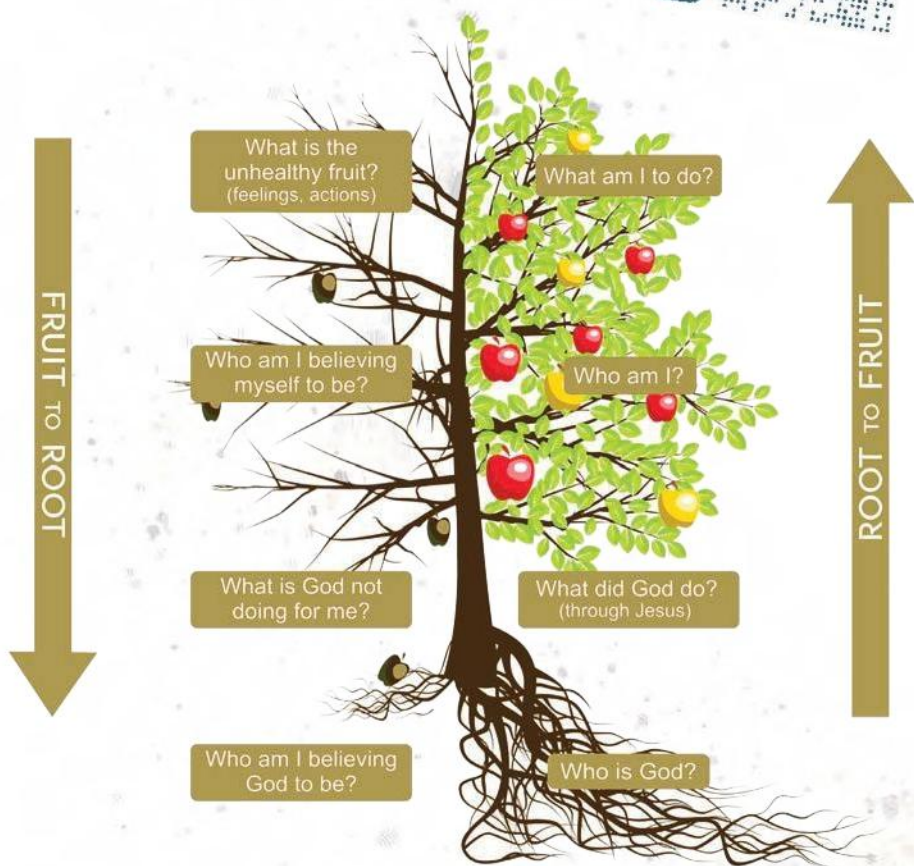 What is the
unhealthy fruit?
(feelings, actions)
What am I to do?
FRUIT TO ROOT
Who am I believing
myself to be?
Who am I?
ROOT TO FRUIT
What is God not
doing for me?
What did God do?
(through Jesus)
Who am I believing
God to be?
Who is God?